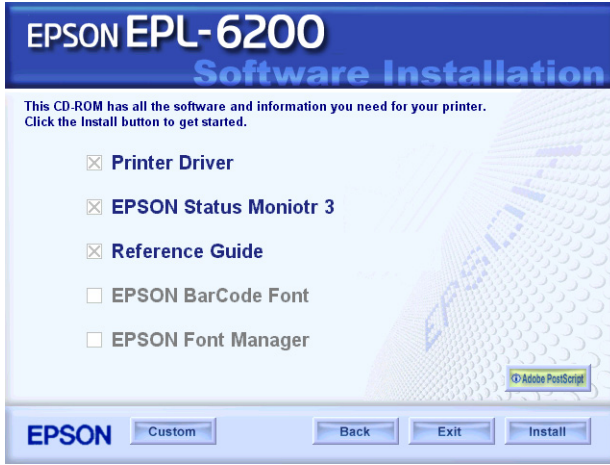 EPSON EPL-6200
Software Installation
This CD-ROM has all the software and information you need for your printer.
Click the Install button to get started.
Printer Driver
EPSON Status Moniotr 3
Reference Guide
EPSON BarCode Font
EPSON Font Manager
EPSON
Adobe PostScript
EPSON
Custom
Back
Exit
Install